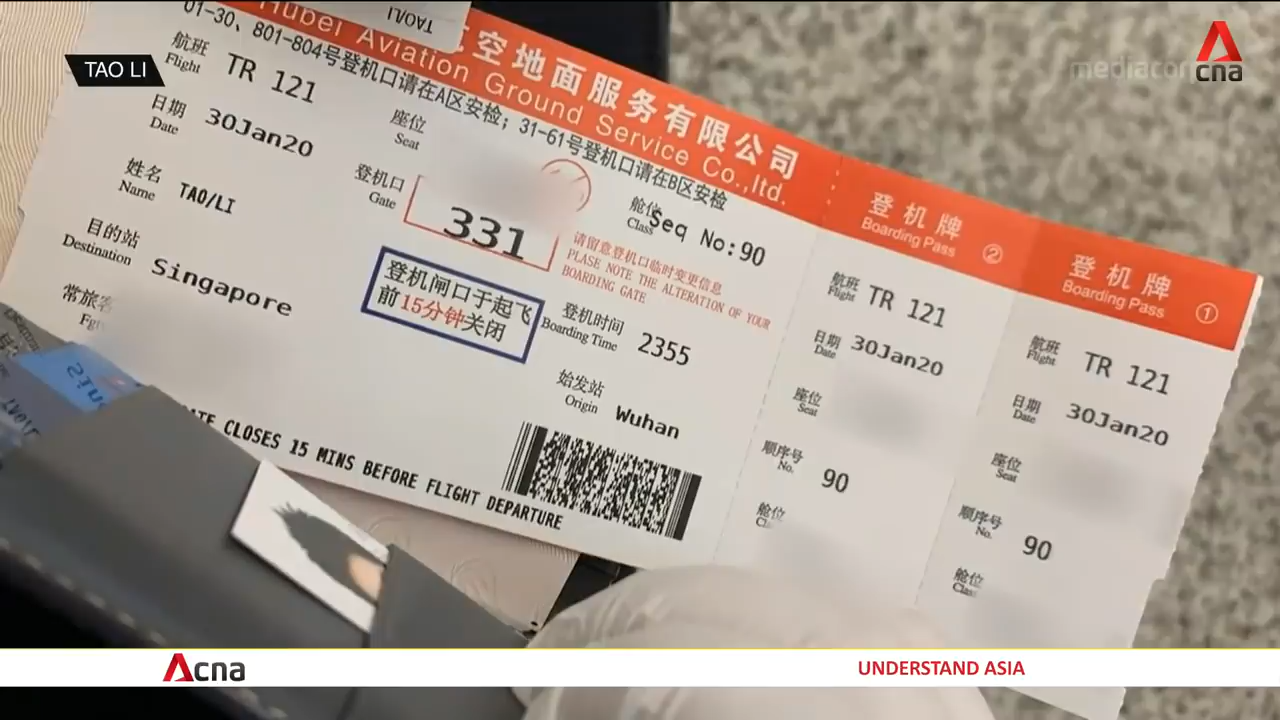 TAO LI
TAO/LI
空地面服务有限公司
Hubei Aviation Ground Service Co.,ltd.
01-30、801-804号登机口请在A区安检；31-61号登机口请在B区安检
航班
Flight
TR 121
日期
Date
30Jan20
座位
Seat
姓名
Name
TAO/LI
登机口
Gate
331
舱位
Class
Seq No:90
请留意登机口临时变更信息
PLASE NOTE THE ALTERATION OF YOUR
BOARDING GATE
目的站
Destination
Singapore
登机闸口于起飞
前15分钟关闭
登机时间
Boarding Time
2355
常旅客
始发站
Origin
Wuhan
CLOSES 15 MINS BEFORE FLIGHT DEPARTURE
登机牌 ②
Boarding Pass
航班
Flight
TR 121
日期
Date
30Jan20
座位
Seat
顺序号
No.
90
舱位
登机牌 ①
Boarding Pass
航班
Flight
TR 121
日期
Date
30Jan20
座位
Seat
顺序号
No.
90
舱位
Class
mediacor
cna
cna
UNDERSTAND ASIA